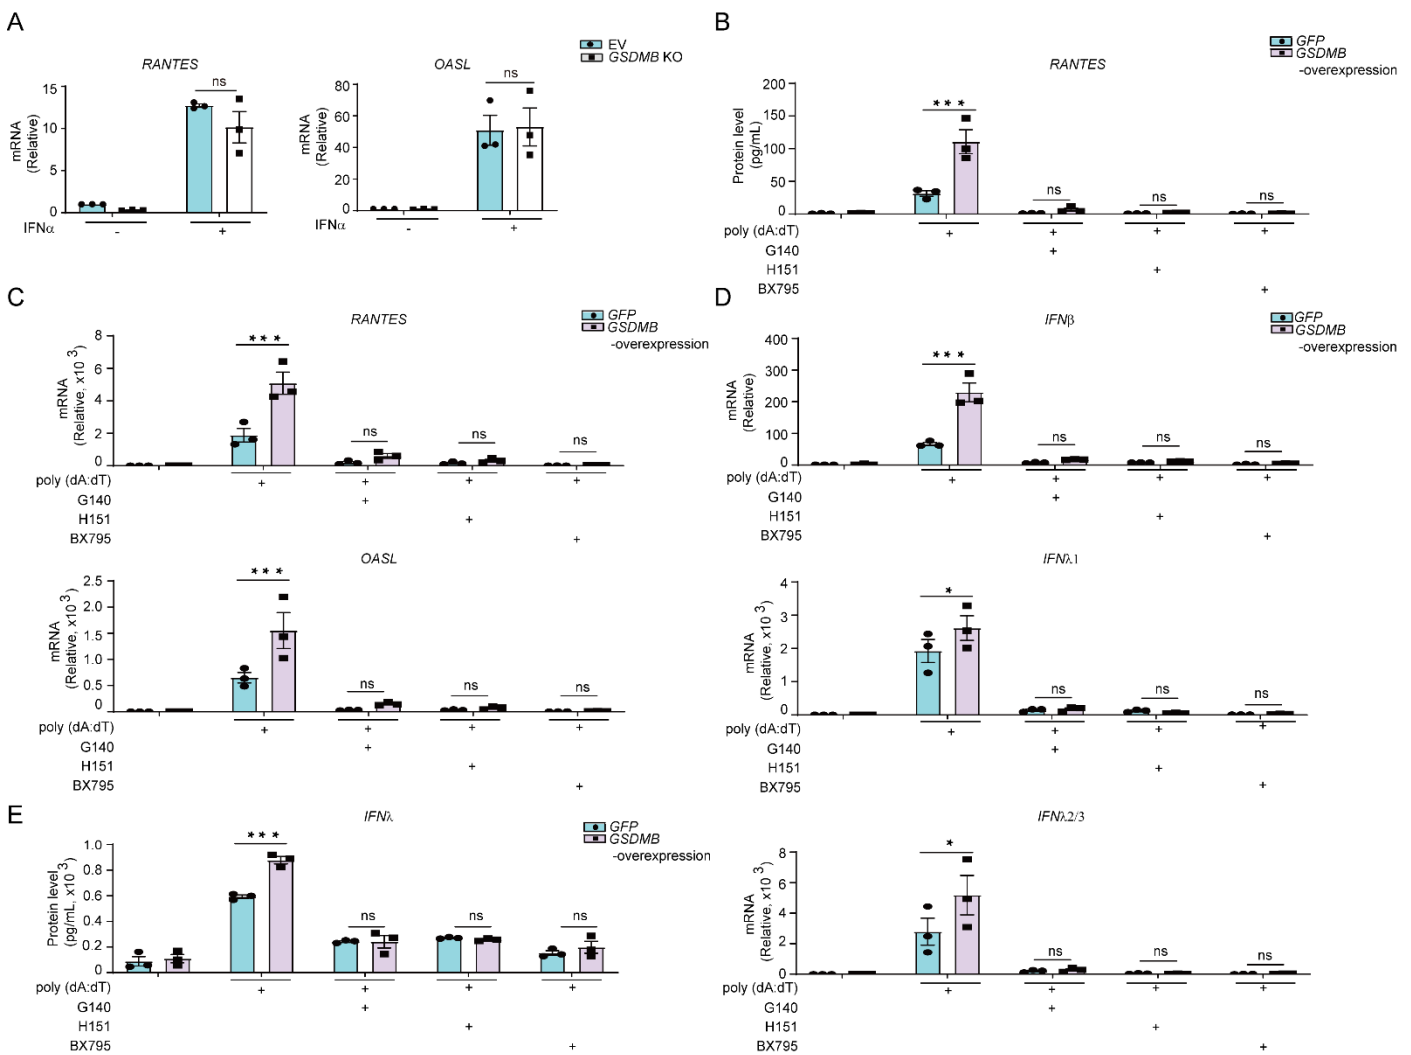 A
EV
GSDMB KO
RANTES
ns
15
10
5
0
mRNA
(Relative)
IFNα
-
+
OASL
ns
80
60
40
20
0
mRNA
(Relative)
IFNα
-
+
B
GFP
GSDMB
-overexpression
RANTES
200
150
100
50
0
Protein level
(pg/mL)
***
ns
ns
ns
poly (dA:dT)
+ + + +
G140
+
H151
+
BX795
+
C
RANTES
GFP
GSDMB
-overexpression
8
6
4
2
0
mRNA
(Relative, x10 3)
***
ns
ns
ns
poly (dA:dT)
+ + + +
G140
+
H151
+
BX795
+
OASL
2.5
2.0
1.5
1.0
0.5
0
mRNA
(Relative, x10 3)
***
ns
ns
ns
poly (dA:dT)
+ + + +
G140
+
H151
+
BX795
+
D
IFNβ
GFP
GSDMB
-overexpression
400
300
200
100
0
mRNA
(Relative)
***
ns
ns
ns
poly (dA:dT)
+ + + +
G140
+
H151
+
BX795
+
IFNλ1
4
3
2
1
0
mRNA
(Relative, x10 3)
*
ns
ns
ns
poly (dA:dT)
+ + + +
G140
+
H151
+
BX795
+
E
IFNλ
GFP
GSDMB
-overexpression
1.0
0.8
0.6
0.4
0.2
0
Protein level
(pg/mL, x10 3)
***
ns
ns
ns
poly (dA:dT)
+ + + +
G140
+
H151
+
BX795
+
IFNλ2/3
8
6
4
2
0
mRNA
(Relative, x10 3)
*
ns
ns
ns
poly (dA:dT)
+ + + +
G140
+
H151
+
BX795
+